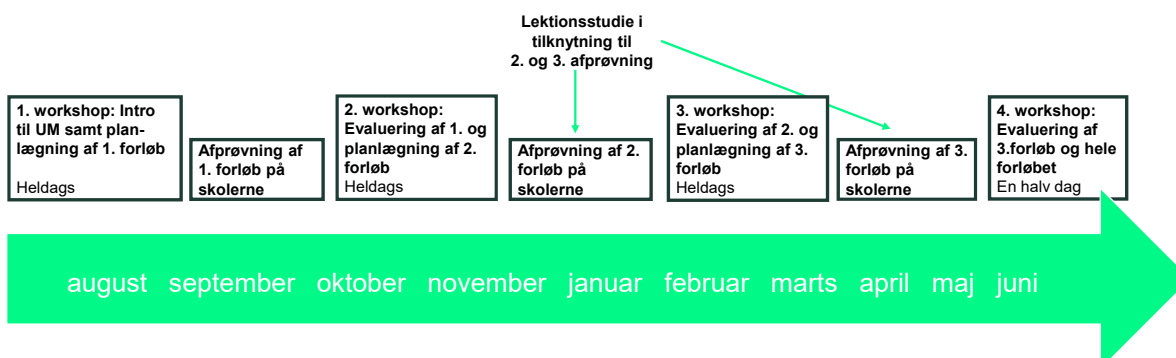 Lektionsstudie i
tilknytning til
2. og 3. afprøvning
1. workshop: Intro
til UM samt plan-
lægning af 1. forløb
Heldags
Afprøvning af
1. forløb på
skolerne
2. workshop:
Evaluering af 1. og
planlægning af 2.
forløb
Heldags
Afprøvning af 2.
forløb på
skolerne
3. workshop:
Evaluering af 2. og
planlægning af 3.
forløb
Heldags
Afprøvning af 3.
forløb på
skolerne
4. workshop:
Evaluering af
3.forløb og hele
forløbet
En halv dag
august september oktober november januar februar marts april maj juni